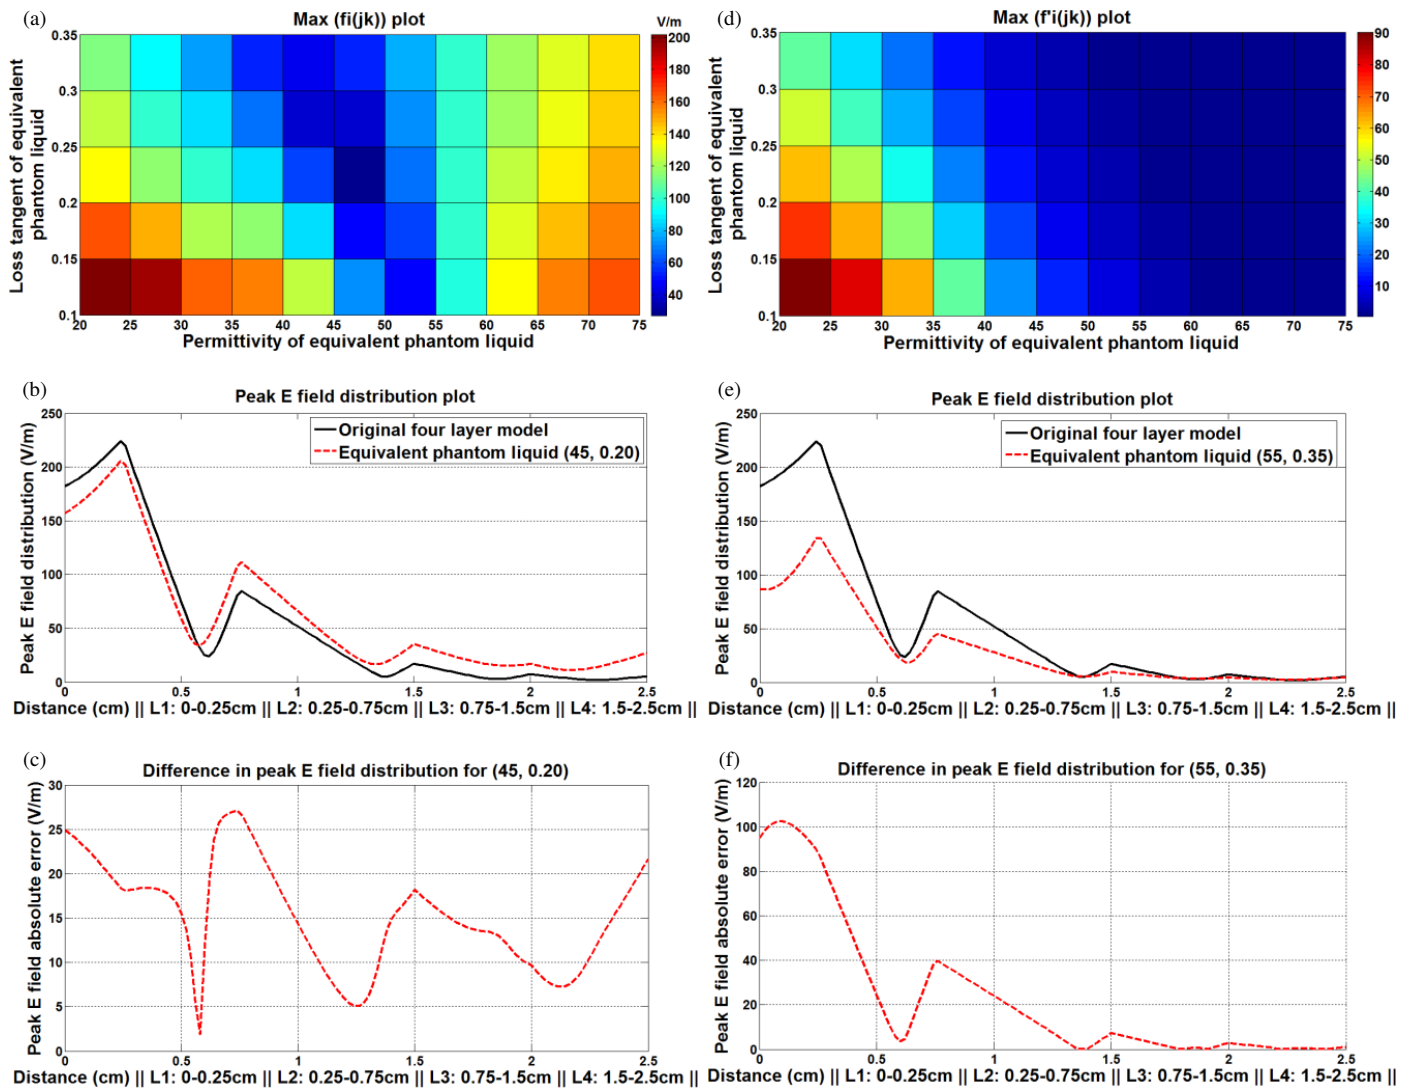 (a)
Max (fi(jk)) plot
V/m
Loss tangent of equivalent
phantom liquid
0.35
0.3
0.25
0.2
0.15
0.1
20 25 30 35 40 45 50 55 60 65 70 75
Permittivity of equivalent phantom liquid
200
180
160
140
120
100
80
60
40
(d)
Max (f'i(jk)) plot
Loss tangent of equivalent
phantom liquid
0.35
0.3
0.25
0.2
0.15
0.1
20 25 30 35 40 45 50 55 60 65 70 75
Permittivity of equivalent phantom liquid
90
80
70
60
50
40
30
20
10
(b)
Peak E field distribution plot
Peak E field distribution (V/m)
250
200
150
100
50
0
Original four layer model
Equivalent phantom liquid (45, 0.20)
0 0.5 1 1.5 2 2.5
Distance (cm) || L1: 0-0.25cm || L2: 0.25-0.75cm || L3: 0.75-1.5cm || L4: 1.5-2.5cm ||
(e)
Peak E field distribution plot
Peak E field distribution (V/m)
250
200
150
100
50
0
Original four layer model
Equivalent phantom liquid (55, 0.35)
0 0.5 1 1.5 2 2.5
Distance (cm) || L1: 0-0.25cm || L2: 0.25-0.75cm || L3: 0.75-1.5cm || L4: 1.5-2.5cm ||
(c)
Difference in peak E field distribution for (45, 0.20)
Peak E field absolute error (V/m)
30
25
20
15
10
5
0
0 0.5 1 1.5 2 2.5
Distance (cm) || L1: 0-0.25cm || L2: 0.25-0.75cm || L3: 0.75-1.5cm || L4: 1.5-2.5cm ||
(f)
Difference in peak E field distribution for (55, 0.35)
Peak E field absolute error (V/m)
120
100
80
60
40
20
0
0 0.5 1 1.5 2 2.5
Distance (cm) || L1: 0-0.25cm || L2: 0.25-0.75cm || L3: 0.75-1.5cm || L4: 1.5-2.5cm ||